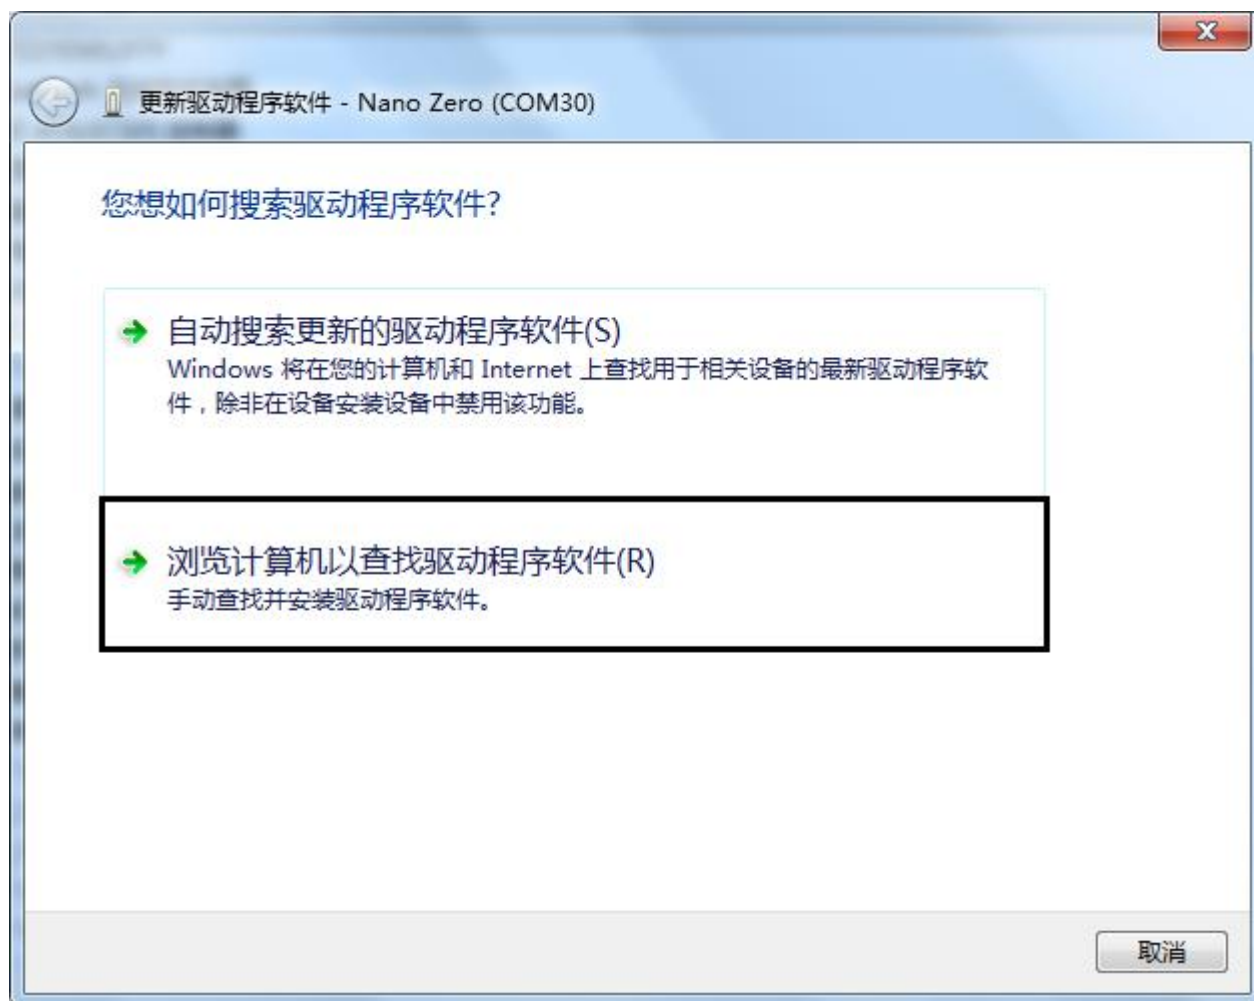 更新驱动程序软件 - Nano Zero (COM30)
您想如何搜索驱动程序软件?
自动搜索更新的驱动程序软件(S)
Windows 将在您的计算机和 Internet 上查找用于相关设备的最新驱动程序软
件，除非在设备安装设备中禁用该功能。
浏览计算机以查找驱动程序软件(R)
手动查找并安装驱动程序软件。
取消